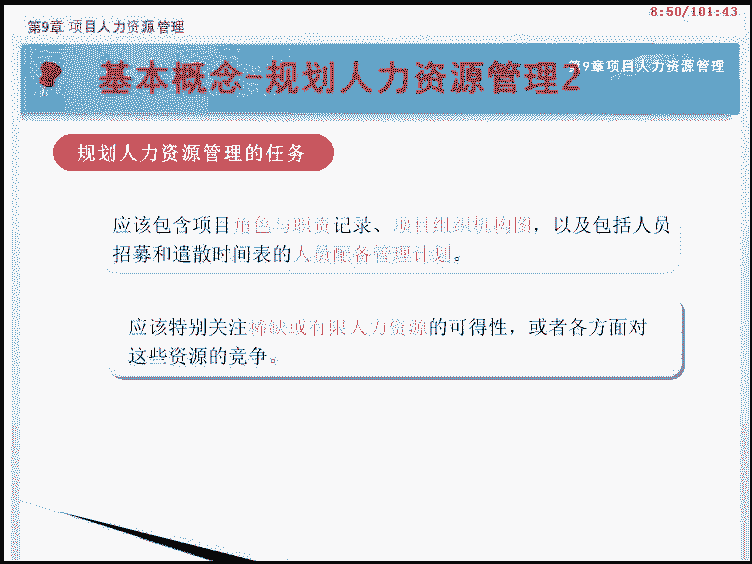 8:50/101:43
第9章 项目人力资源管理
第9章项目人力资源管理
基本概念-规划人力资源管理2
规划人力资源管理的任务
应该包含项目角色与职责记录、项目组织机构图，以及包括人员
招募和遣散时间表的人员配备管理计划。
应该特别关注稀缺或有限人力资源的可得性，或者各方面对
这些资源的竞争。